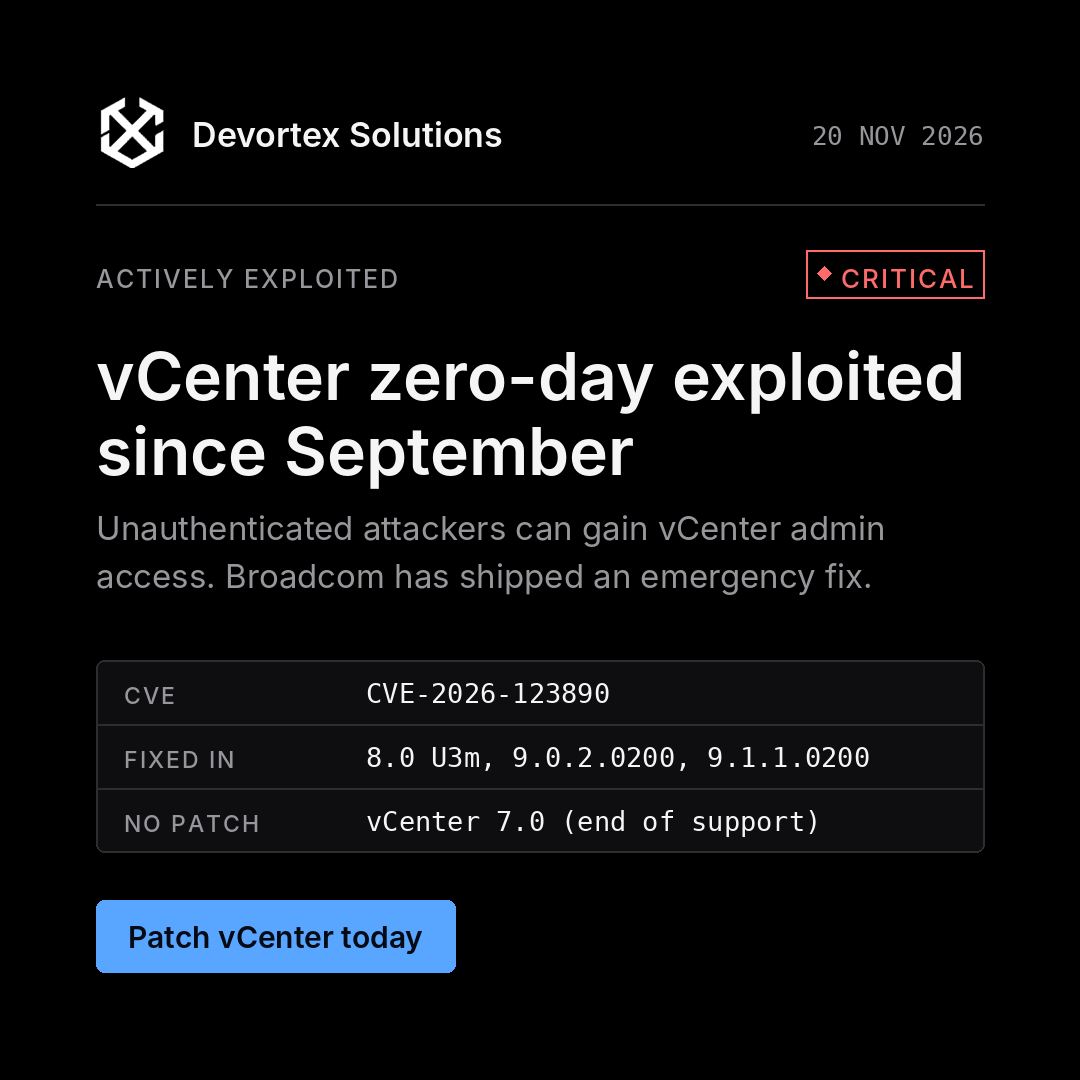 Devortex Solutions
20 NOV 2026
ACTIVELY EXPLOITED
CRITICAL
vCenter zero-day exploited
since September
Unauthenticated attackers can gain vCenter admin
access. Broadcom has shipped an emergency fix.
CVE CVE-2026-123890
FIXED IN 8.0 U3m, 9.0.2.0200, 9.1.1.0200
NO PATCH vCenter 7.0 (end of support)
Patch vCenter today